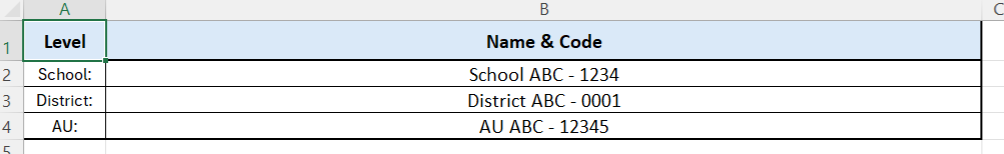 A B C
1 Level Name & Code
2 School: School ABC - 1234
3 District: District ABC - 0001
4 AU: AU ABC - 12345
5